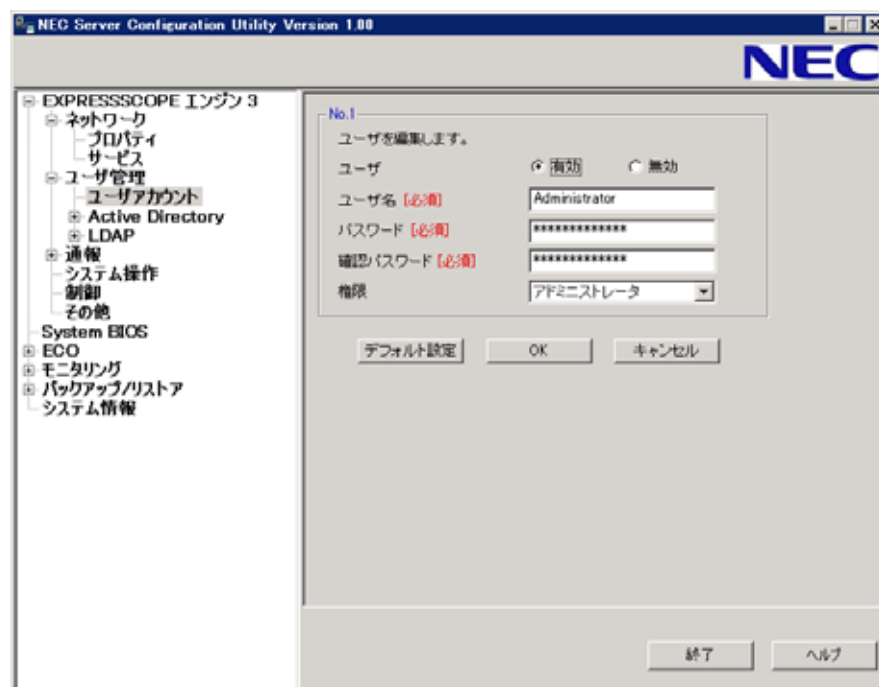 NEC Server Configuration Utility Version 1.00
NEC
EXPRESSSCOPE エンジン 3
ネットワーク
プロパティ
サービス
ユーザ管理
ユーザアカウント
Active Directory
LDAP
通報
システム操作
制御
その他
System BIOS
ECO
モニタリング
バックアップ/リストア
システム情報
No.1
ユーザを編集します。
ユーザ 有効 無効
ユーザ名 [必須] Administrator
パスワード [必須] *************
確認パスワード [必須] *************
権限 アドミニストレータ
デフォルト設定 OK キャンセル
終了 ヘルプ